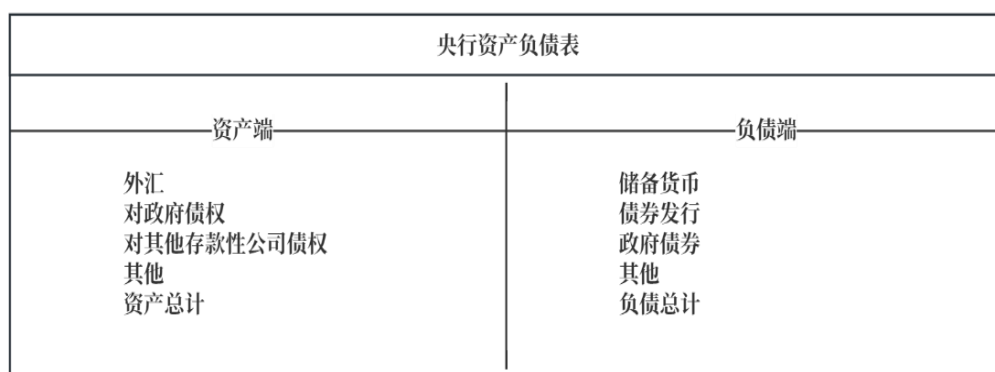 央行资产负债表
资产端
负债端
外汇
对政府债权
对其他存款性公司债权
其他
资产总计
储备货币
债券发行
政府债券
其他
负债总计